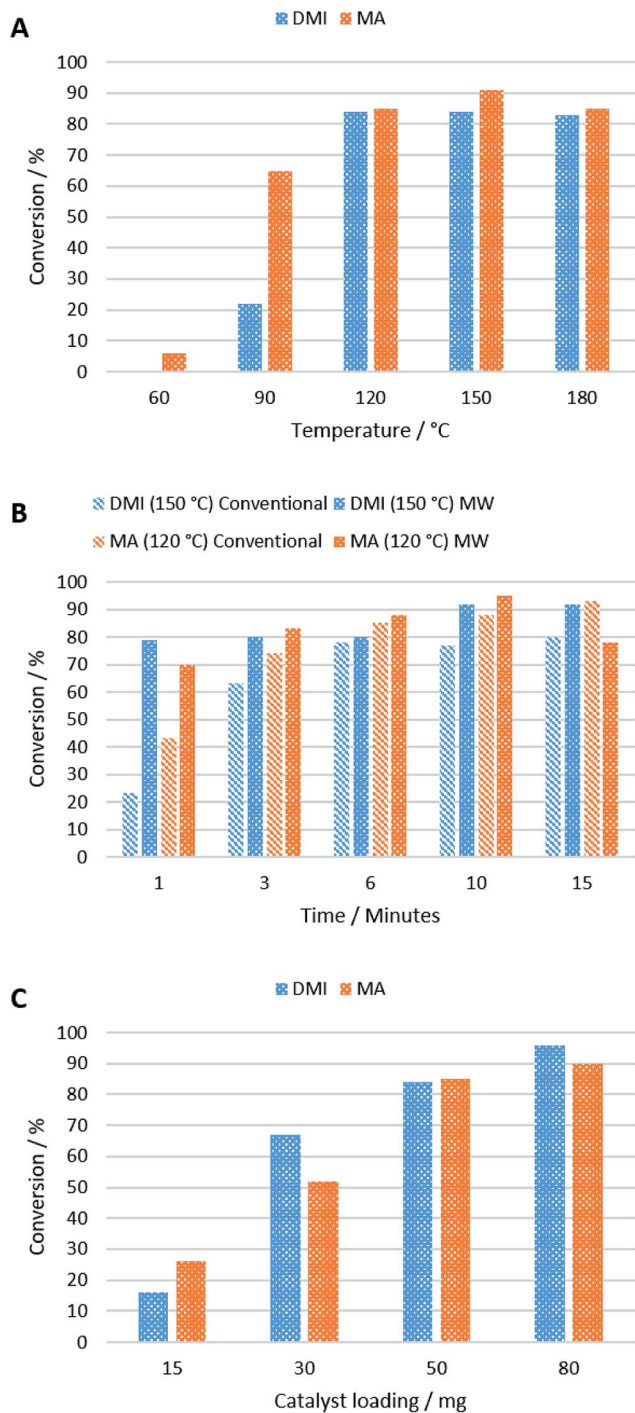 A
DMI MA
100
90
80
70
60
50
40
30
20
10
0
Conversion / %
60 90 120 150 180
Temperature / °C
B
DMI (150 °C) Conventional DMI (150 °C) MW
MA (120 °C) Conventional MA (120 °C) MW
100
90
80
70
60
50
40
30
20
10
0
Conversion / %
1 3 6 10 15
Time / Minutes
C
DMI MA
100
90
80
70
60
50
40
30
20
10
0
Conversion / %
15 30 50 80
Catalyst loading / mg